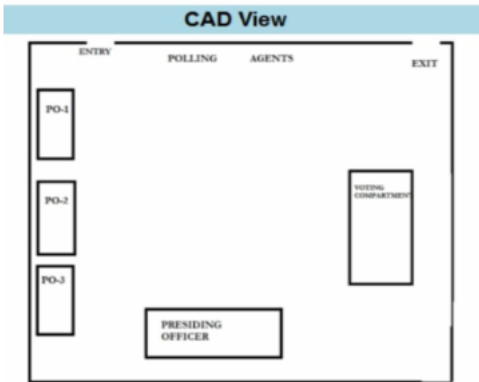 CAD View
ENTRY
POLLING AGENTS
EXIT
PO-1
PO-2
VOTING
COMPARTMENT
PO-3
PRESIDING
OFFICER